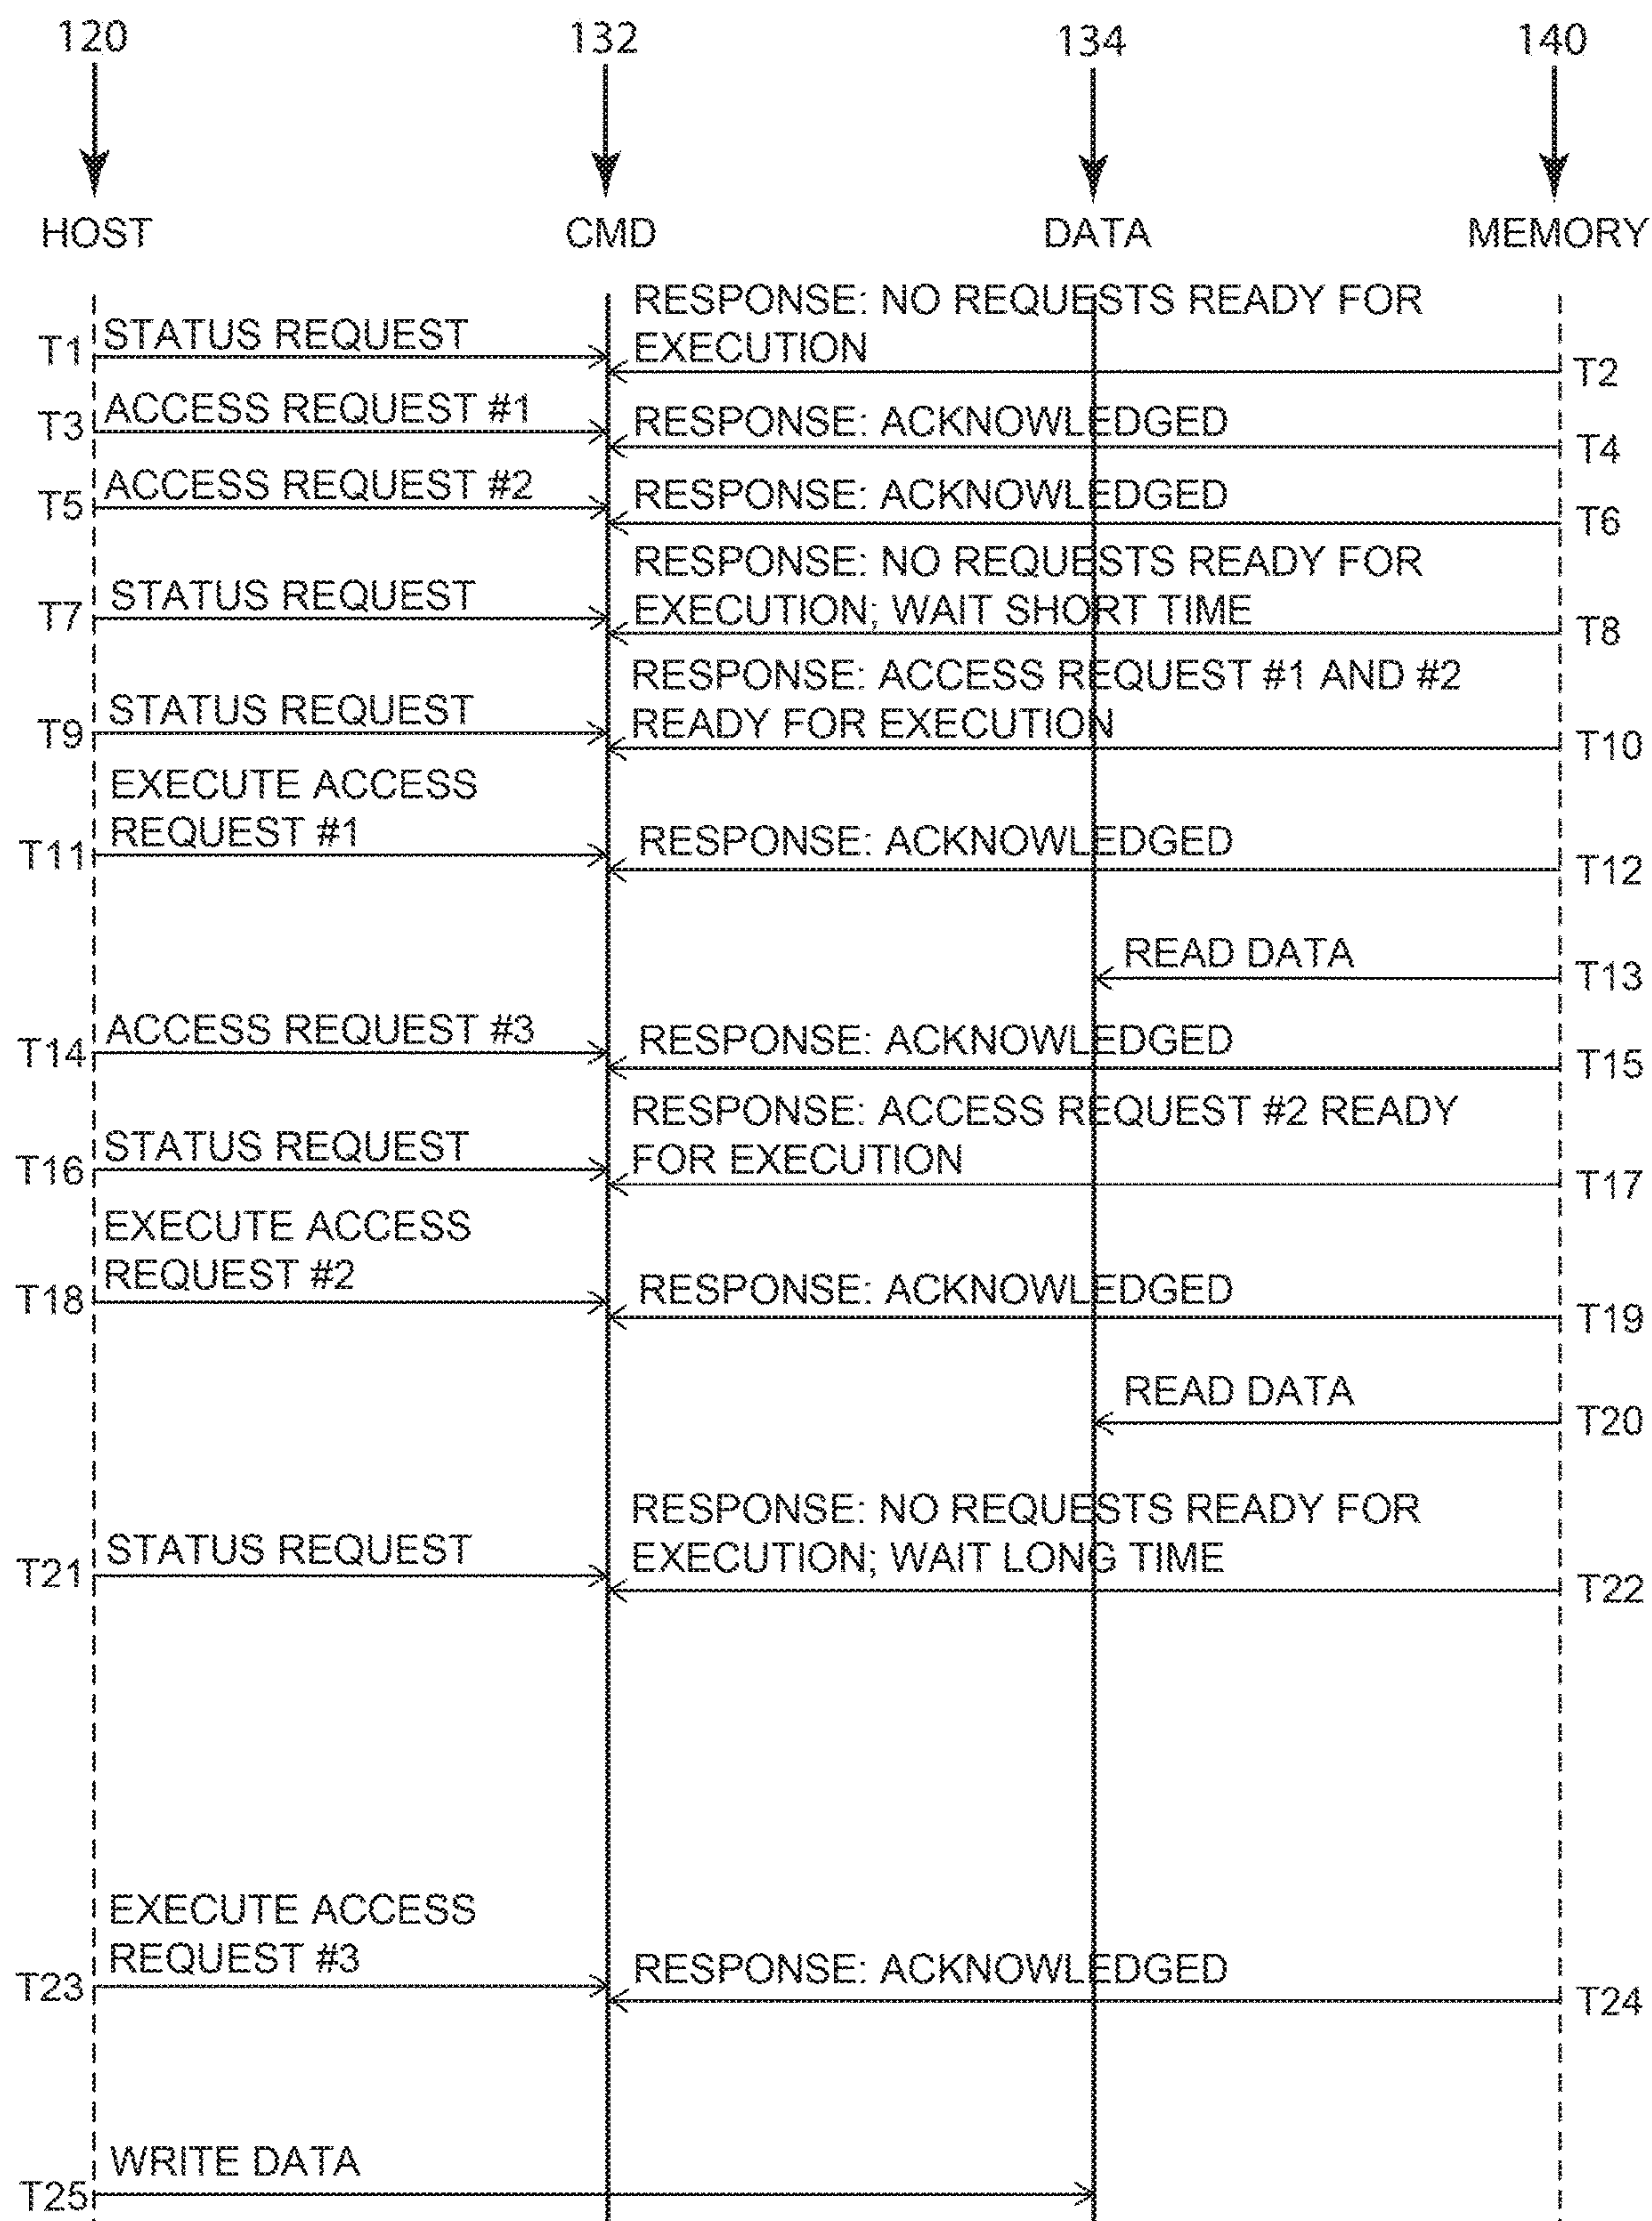 120
132
134
140
HOST
CMD
DATA
MEMORY
RESPONSE: NO REQUESTS READY FOR
EXECUTION
T1
STATUS REQUEST
T2
T3
ACCESS REQUEST #1
RESPONSE: ACKNOWLEDGED
T4
T5
ACCESS REQUEST #2
RESPONSE: ACKNOWLEDGED
T6
RESPONSE: NO REQUESTS READY FOR
EXECUTION; WAIT SHORT TIME
T7
STATUS REQUEST
T8
RESPONSE: ACCESS REQUEST #1 AND #2
READY FOR EXECUTION
T9
STATUS REQUEST
T10
EXECUTE ACCESS
REQUEST #1
T11
RESPONSE: ACKNOWLEDGED
T12
READ DATA
T13
ACCESS REQUEST #3
T14
RESPONSE: ACKNOWLEDGED
T15
RESPONSE: ACCESS REQUEST #2 READY
FOR EXECUTION
T16
STATUS REQUEST
T17
EXECUTE ACCESS
REQUEST #2
T18
RESPONSE: ACKNOWLEDGED
T19
READ DATA
T20
RESPONSE: NO REQUESTS READY FOR
EXECUTION; WAIT LONG TIME
T21
STATUS REQUEST
T22
EXECUTE ACCESS
REQUEST #3
T23
RESPONSE: ACKNOWLEDGED
T24
WRITE DATA
T25